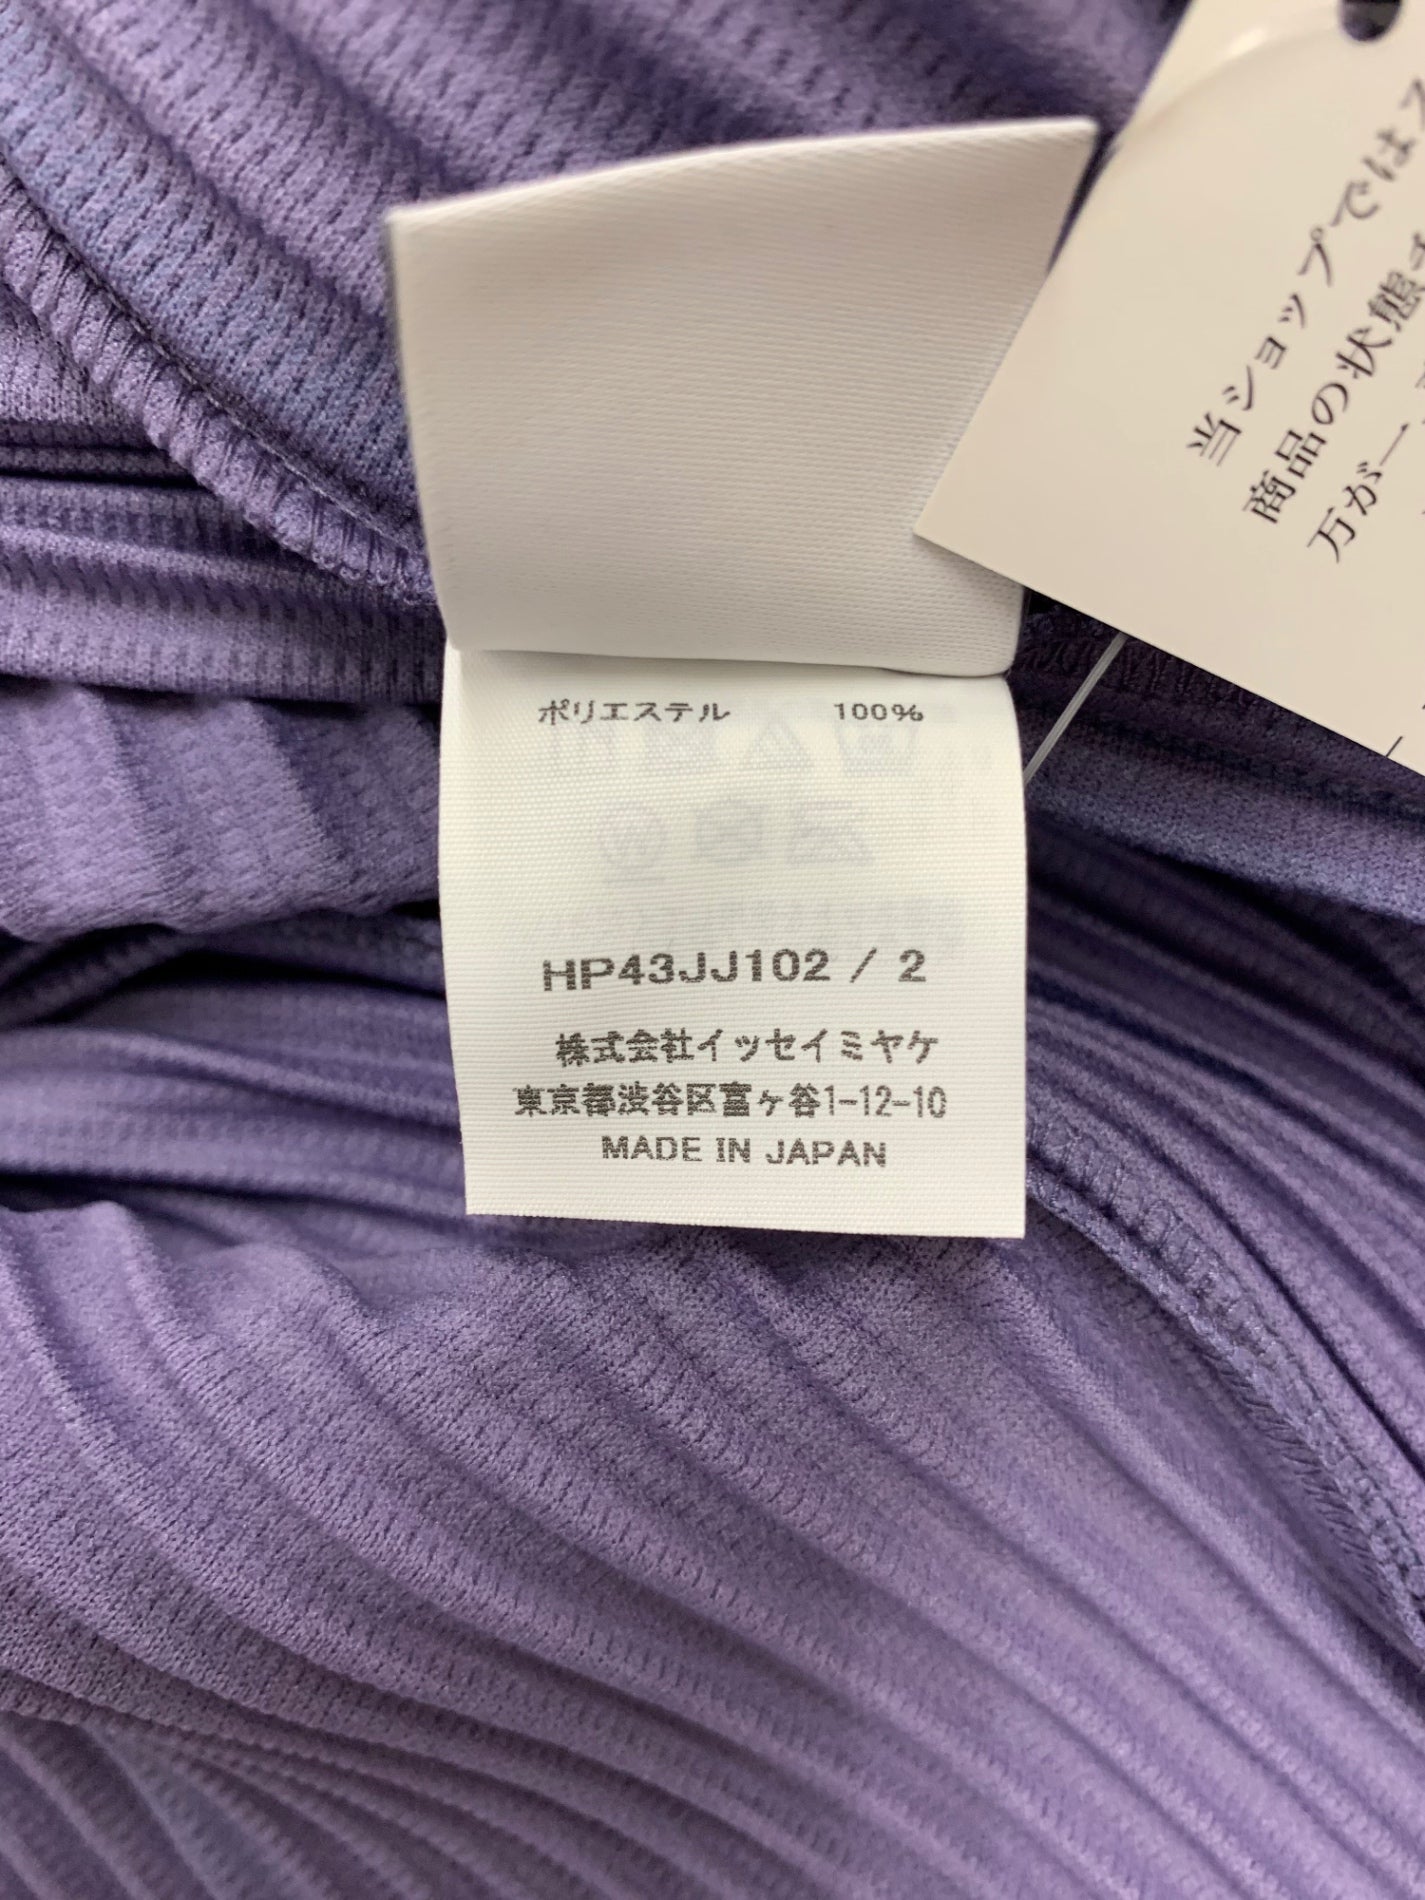 当ショップでは
商品の状態
万が一
ポリエステル 100%
HP43JJ102 / 2
株式会社イッセイミヤケ
東京都渋谷区富ヶ谷1-12-10
MADE IN JAPAN